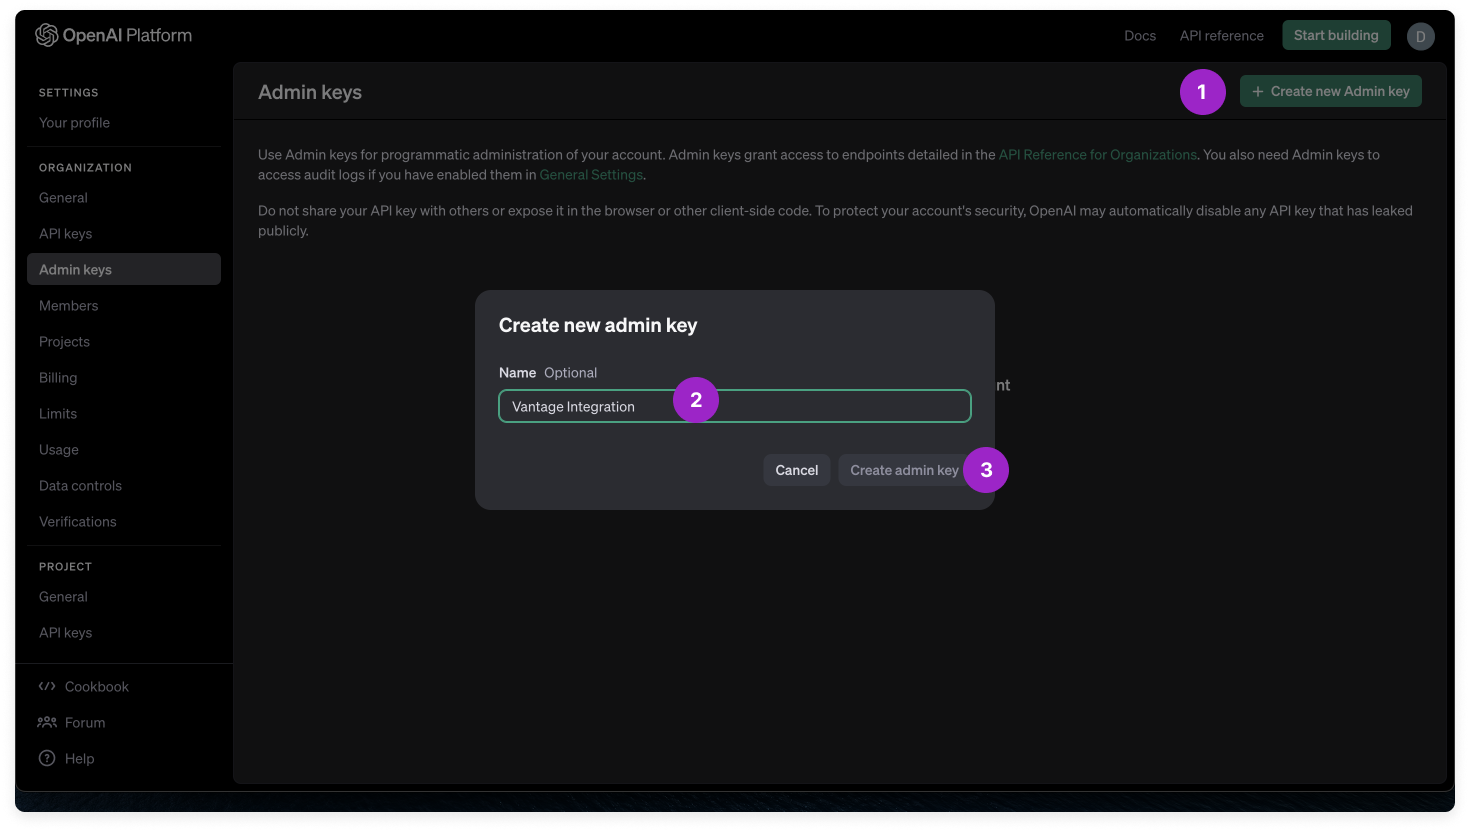 OpenAI Platform
Docs
API reference
Start building
D
SETTINGS
Your profile
ORGANIZATION
General
API keys
Admin keys
Members
Projects
Billing
Limits
Usage
Data controls
Verifications
PROJECT
General
API keys
Cookbook
Forum
Help
Admin keys
1
+ Create new Admin key
Use Admin keys for programmatic administration of your account. Admin keys grant access to endpoints detailed in the API Reference for Organizations. You also need Admin keys to
access audit logs if you have enabled them in General Settings.
Do not share your API key with others or expose it in the browser or other client-side code. To protect your account's security, OpenAI may automatically disable any API key that has leaked
publicly.
nt
Create new admin key
Name Optional
Vantage Integration
2
Cancel
Create admin key
3